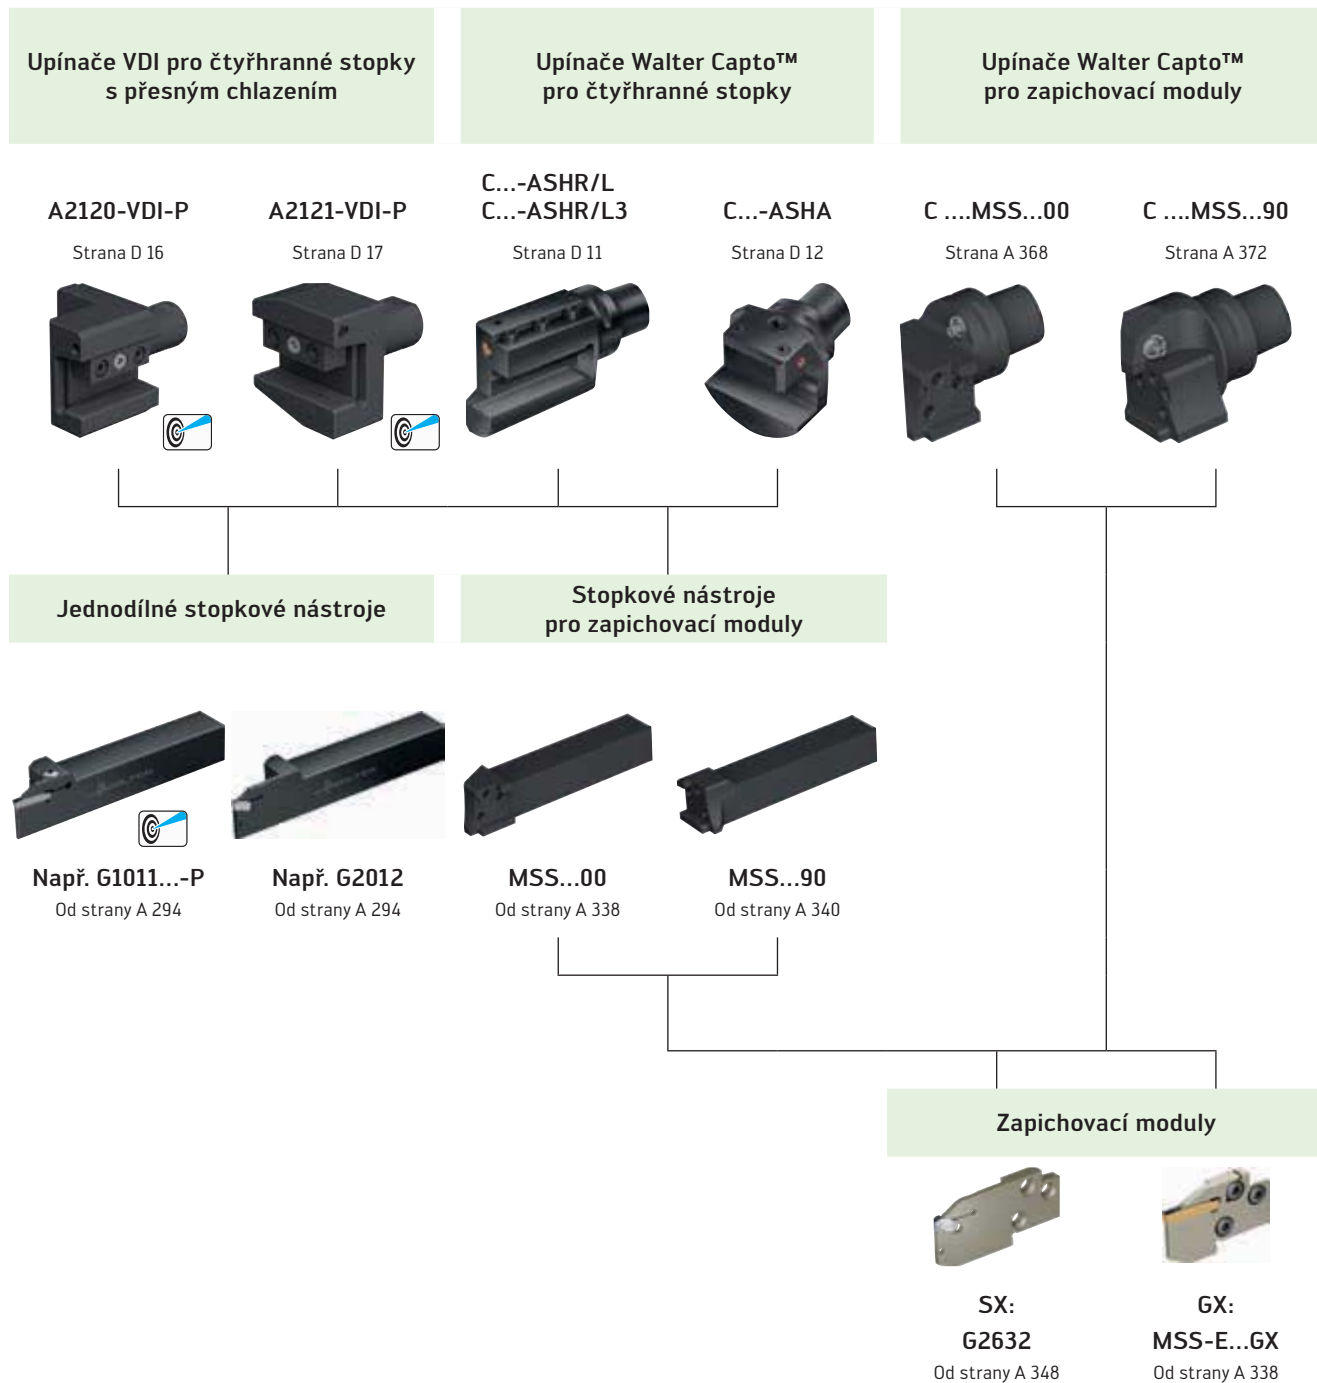 Upínače VDI pro čtyřhranné stopky
s přesným chlazením
Upínače Walter Capto™
pro čtyřhranné stopky
Upínače Walter Capto™
pro zapichovací moduly
A2120-VDI-P
Strana D 16
A2121-VDI-P
Strana D 17
C...-ASHR/L
C...-ASHR/L3
Strana D 11
C...-ASHA
Strana D 12
C ....MSS...00
Strana A 368
C ....MSS...90
Strana A 372
Jednodílné stopkové nástroje
Stopkové nástroje
pro zapichovací moduly
Např. G1011...-P
Od strany A 294
Např. G2012
Od strany A 294
MSS...00
Od strany A 338
MSS...90
Od strany A 340
Zapichovací moduly
SX:
G2632
Od strany A 348
GX:
MSS-E...GX
Od strany A 338